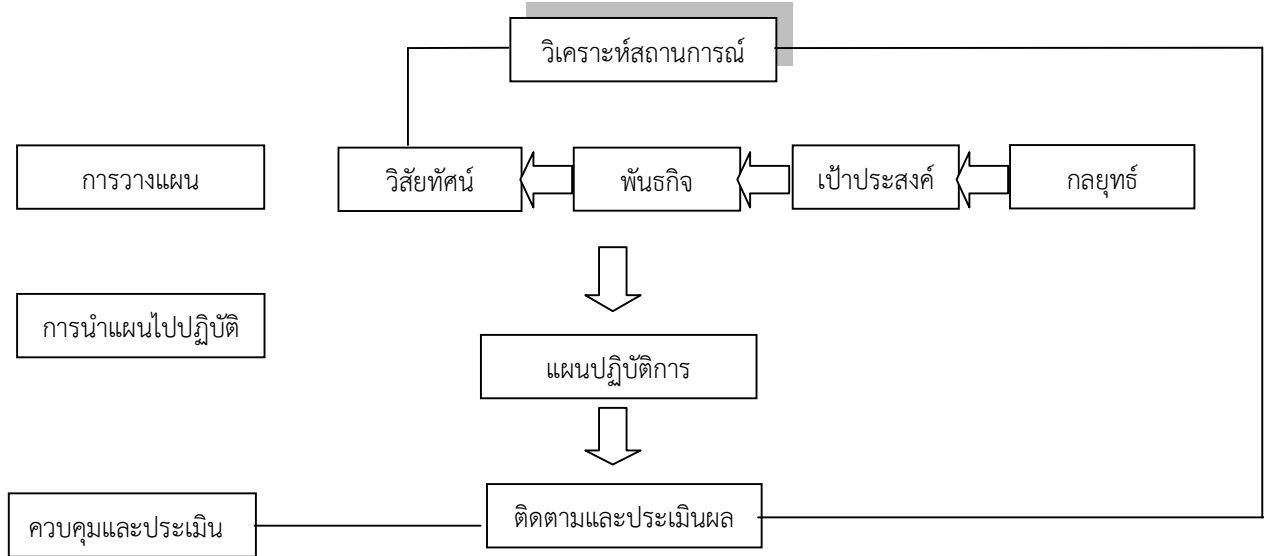 วิเคราะห์สถานการณ์
การวางแผน
วิสัยทัศน์
พันธกิจ
เป้าประสงค์
กลยุทธ์
การนำแผนไปปฏิบัติ
แผนปฏิบัติการ
ควบคุมและประเมิน
ติดตามและประเมินผล